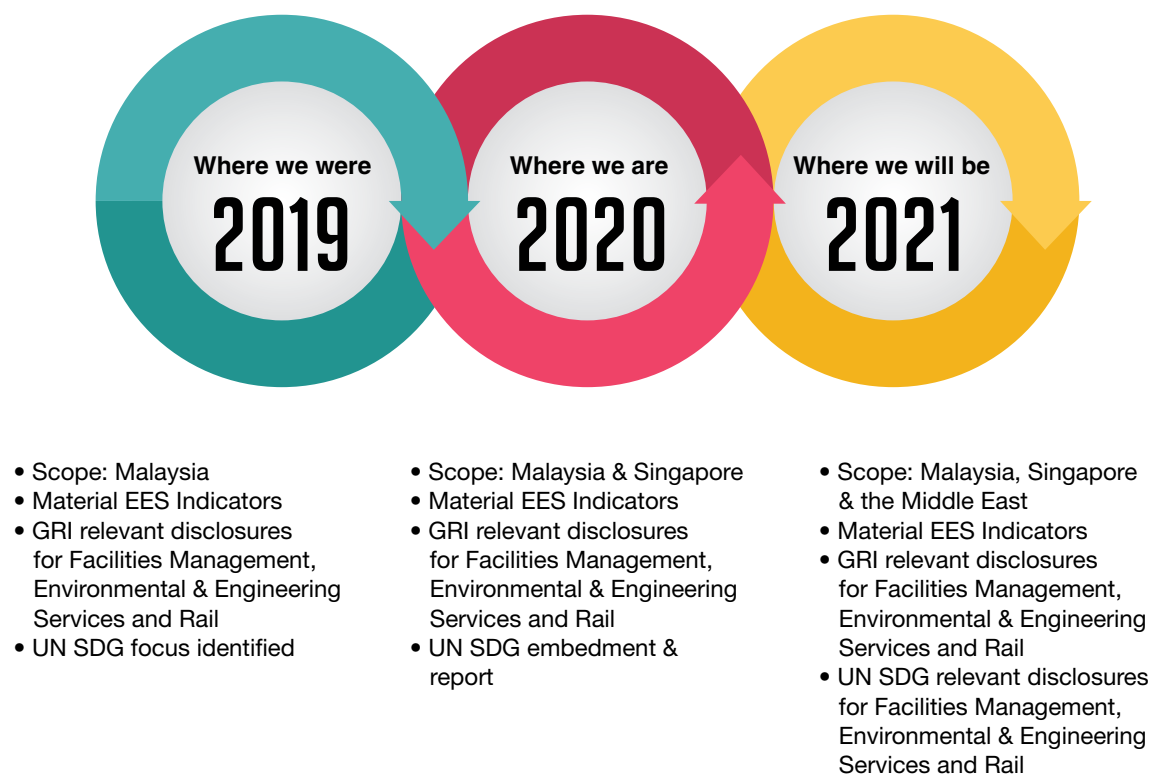 Where we were
2019
Where we are
2020
Where we will be
2021
• Scope: Malaysia
• Material EES Indicators
• GRI relevant disclosures
for Facilities Management,
Environmental & Engineering
Services and Rail
• UN SDG focus identified
• Scope: Malaysia & Singapore
• Material EES Indicators
• GRI relevant disclosures
for Facilities Management,
Environmental & Engineering
Services and Rail
• UN SDG embedment &
report
• Scope: Malaysia, Singapore
& the Middle East
• Material EES Indicators
• GRI relevant disclosures
for Facilities Management,
Environmental & Engineering
Services and Rail
• UN SDG relevant disclosures
for Facilities Management,
Environmental & Engineering
Services and Rail